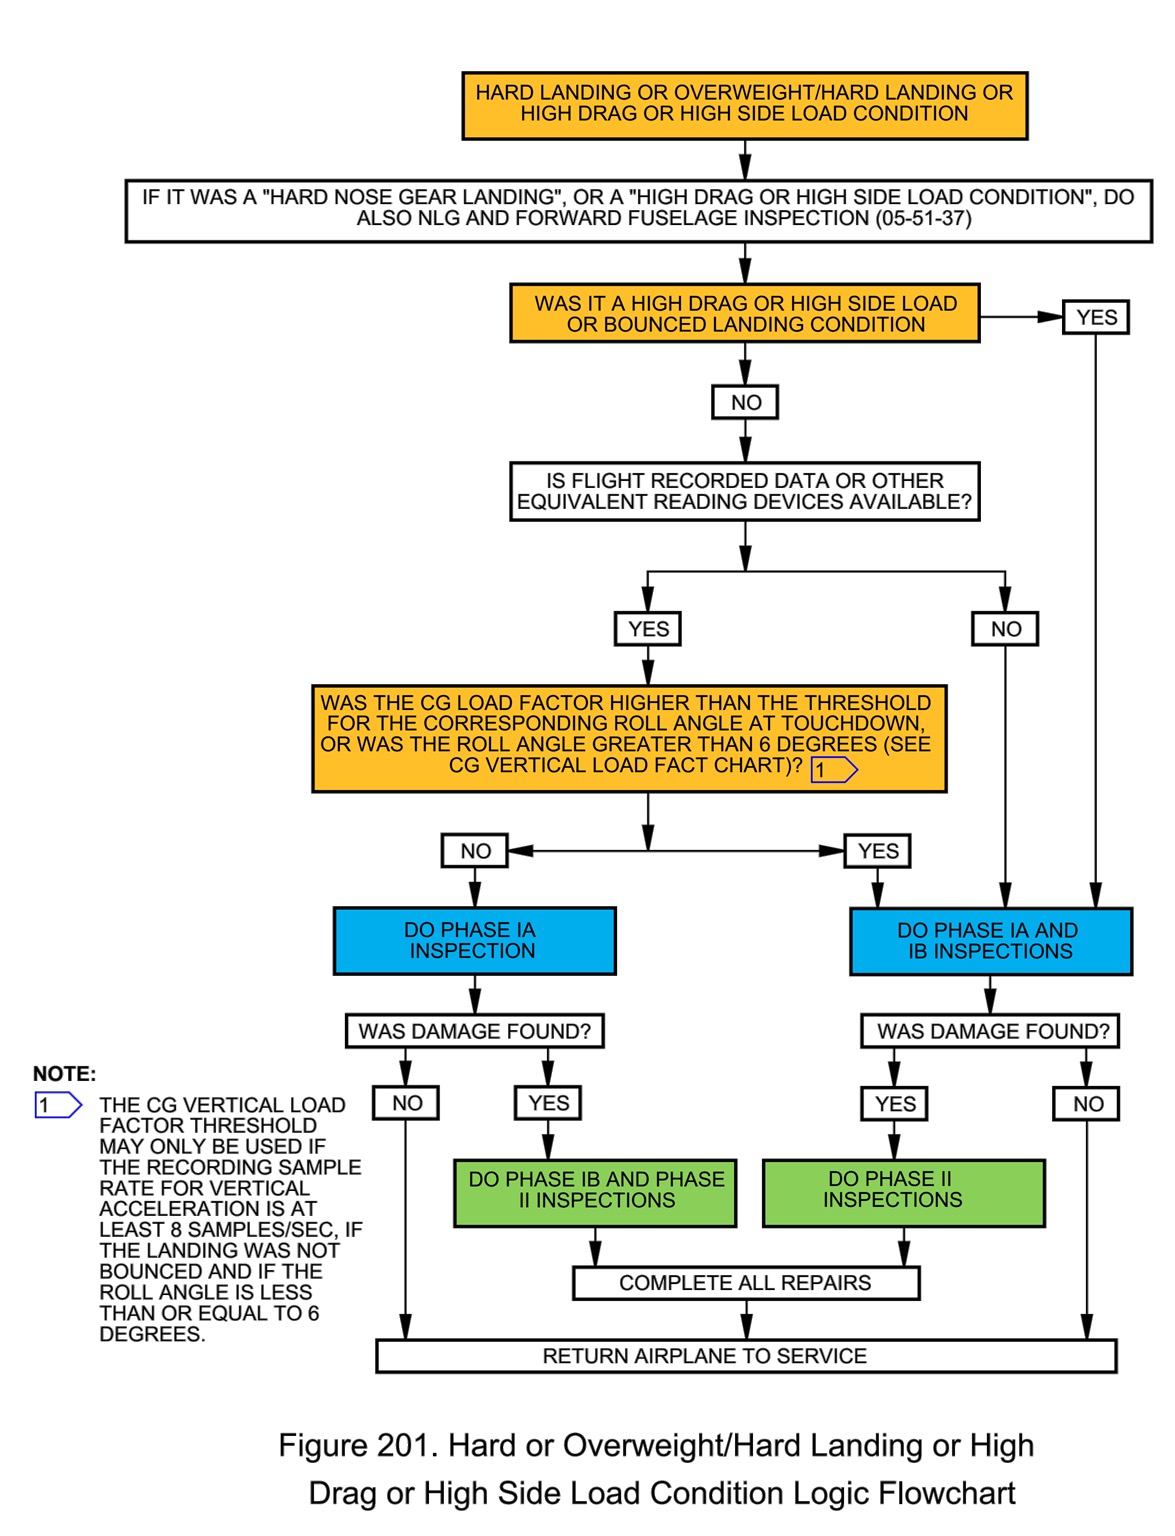 HARD LANDING OR OVERWEIGHT/HARD LANDING OR
HIGH DRAG OR HIGH SIDE LOAD CONDITION
IF IT WAS A "HARD NOSE GEAR LANDING", OR A "HIGH DRAG OR HIGH SIDE LOAD CONDITION", DO
ALSO NLG AND FORWARD FUSELAGE INSPECTION (05-51-37)
WAS IT A HIGH DRAG OR HIGH SIDE LOAD
OR BOUNCED LANDING CONDITION
YES
NO
IS FLIGHT RECORDED DATA OR OTHER
EQUIVALENT READING DEVICES AVAILABLE?
YES
NO
WAS THE CG LOAD FACTOR HIGHER THAN THE THRESHOLD
FOR THE CORRESPONDING ROLL ANGLE AT TOUCHDOWN,
OR WAS THE ROLL ANGLE GREATER THAN 6 DEGREES (SEE
CG VERTICAL LOAD FACT CHART)? 1
NO
YES
DO PHASE IA
INSPECTION
DO PHASE IA AND
IB INSPECTIONS
WAS DAMAGE FOUND?
WAS DAMAGE FOUND?
NO
YES
YES
NO
DO PHASE IB AND PHASE
II INSPECTIONS
DO PHASE II
INSPECTIONS
COMPLETE ALL REPAIRS
RETURN AIRPLANE TO SERVICE
NOTE:
1 THE CG VERTICAL LOAD
FACTOR THRESHOLD
MAY ONLY BE USED IF
THE RECORDING SAMPLE
RATE FOR VERTICAL
ACCELERATION IS AT
LEAST 8 SAMPLES/SEC, IF
THE LANDING WAS NOT
BOUNCED AND IF THE
ROLL ANGLE IS LESS
THAN OR EQUAL TO 6
DEGREES.
Figure 201. Hard or Overweight/Hard Landing or High
Drag or High Side Load Condition Logic Flowchart